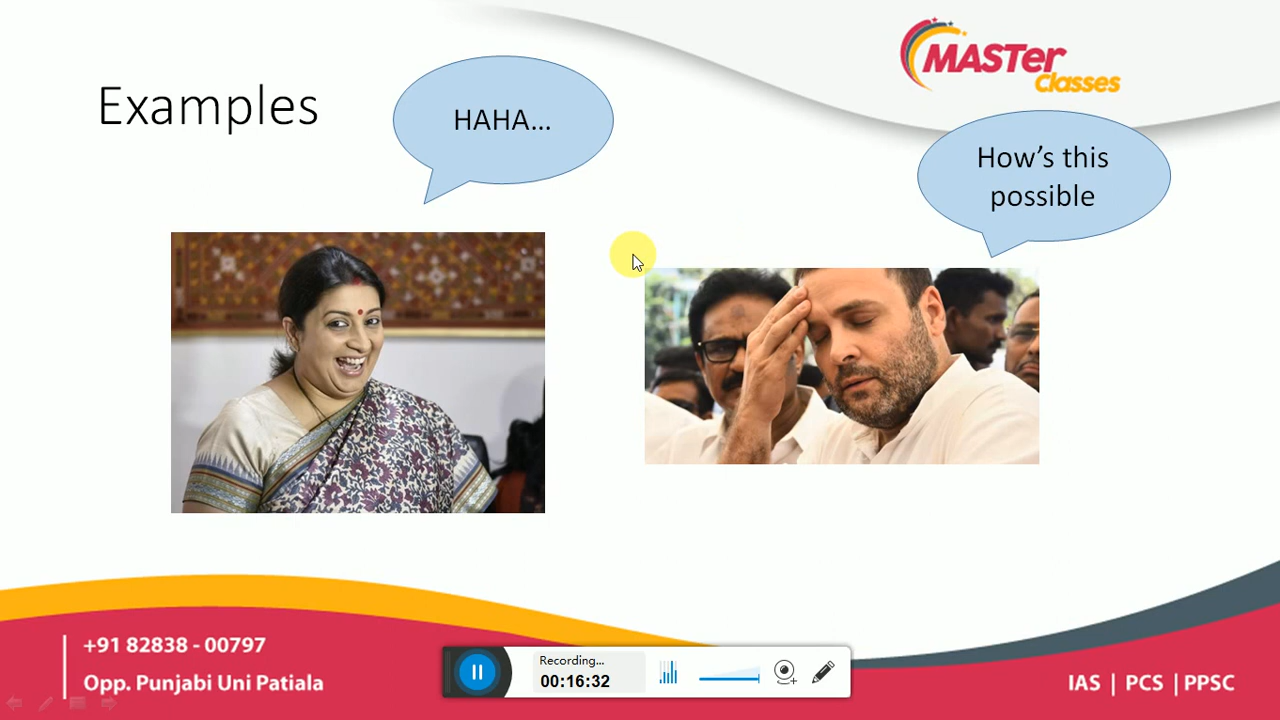 MASTer
Classes
Examples
HAHA…
How’s this
possible
+91 82838 - 00797
Opp. Punjabi Uni Patiala
Recording...
00:16:32
IAS | PCS | PPSC